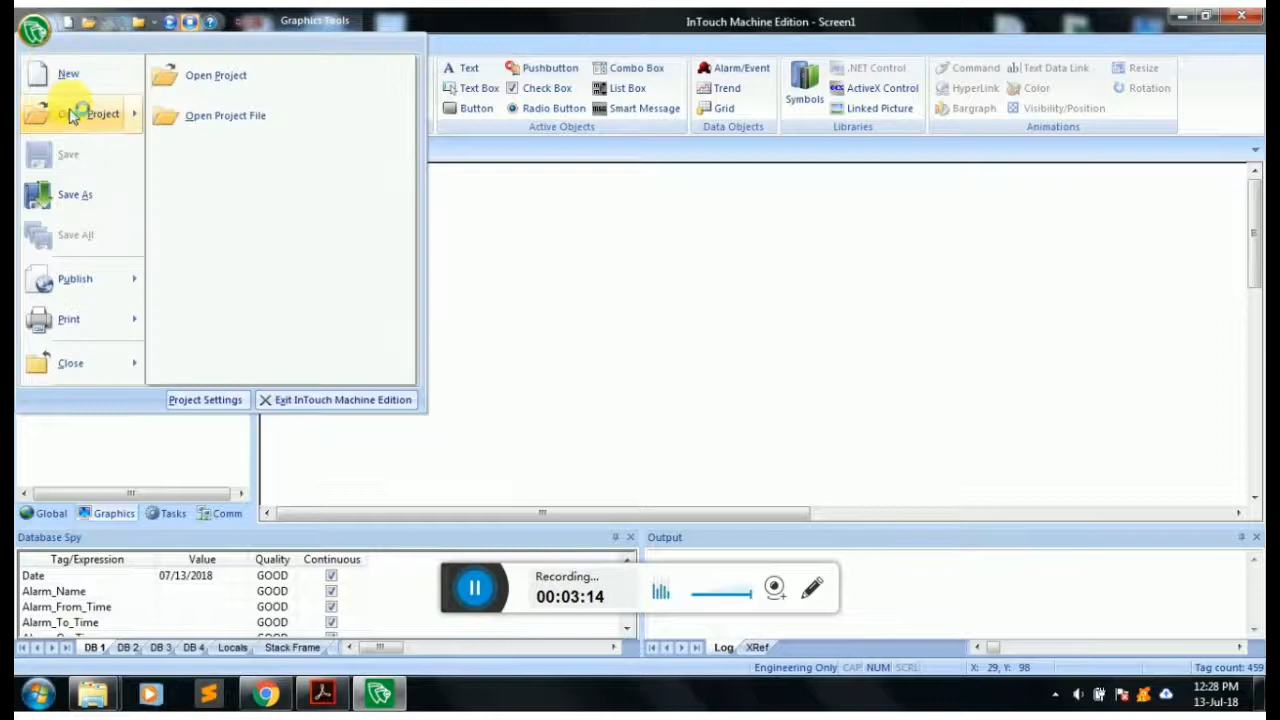 Graphics Tools
InTouch Machine Edition - Screen1
New
Project
Save
Save As
Save All
Publish
Print
Close
Open Project
Open Project File
Project Settings
Exit InTouch Machine Edition
Text Pushbutton Combo Box
Text Box Check Box List Box
Button Radio Button Smart Message
Active Objects
Alarm/Event
Trend
Grid
Data Objects
Symbols
.NET Control
ActiveX Control
Linked Picture
Libraries
Command Text Data Link Resize
HyperLink Color Rotation
Bargraph Visibility/Position
Animations
Global Graphics Tasks Comm
Database Spy
Tag/Expression Value Quality Continuous
Date 07/13/2018 GOOD
Alarm_Name GOOD
Alarm_From_Time GOOD
Alarm_To_Time GOOD
DB 1 DB 2 DB 3 DB 4 Locals Stack Frame
Output
Recording...
00:03:14
Log XRef
Engineering Only CAP NUM SCRL X: 29, Y: 98 Tag count: 459
12:28 PM
13-Jul-18